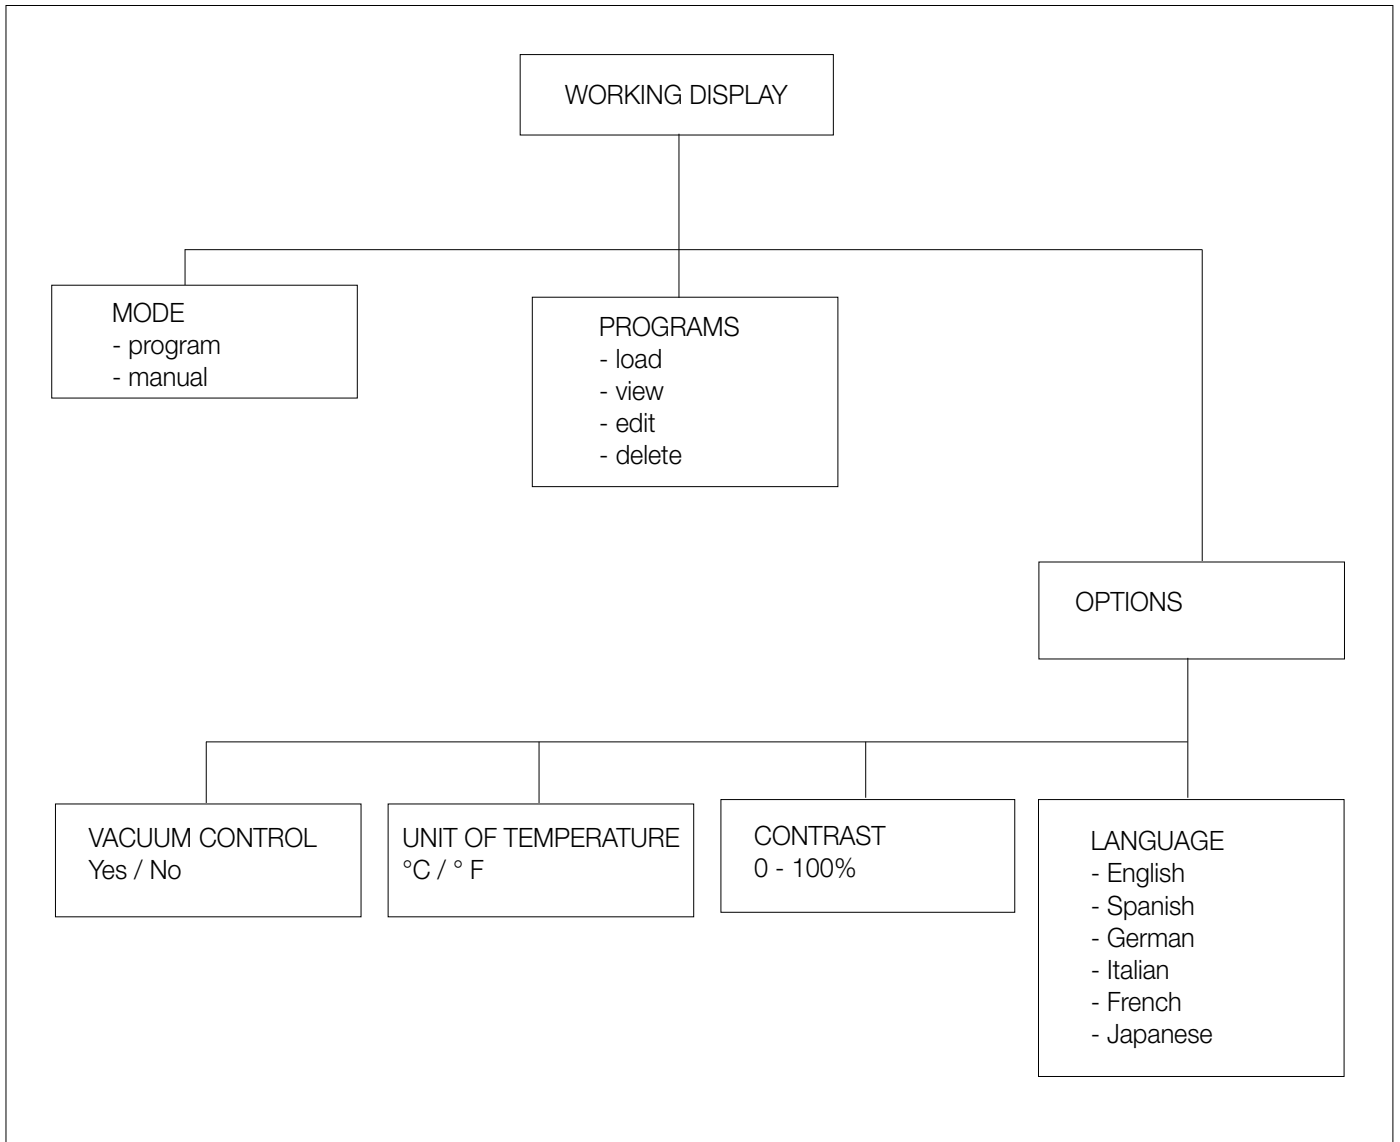 WORKING DISPLAY
MODE
- program
- manual
PROGRAMS
- load
- view
- edit
- delete
OPTIONS
VACUUM CONTROL
Yes / No
UNIT OF TEMPERATURE
°C / ° F
CONTRAST
0 - 100%
LANGUAGE
- English
- Spanish
- German
- Italian
- French
- Japanese